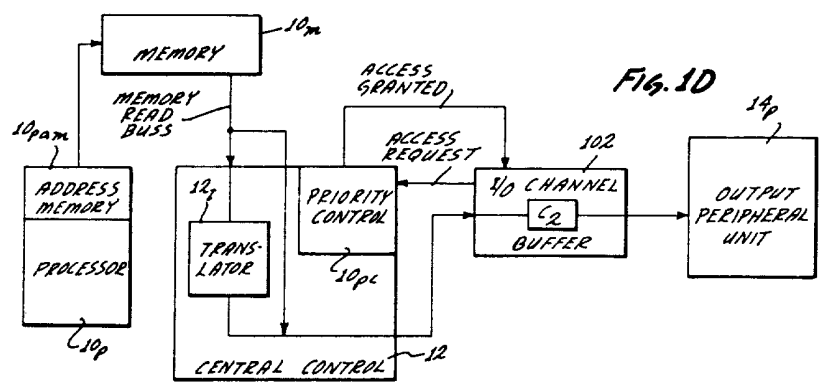 MEMORY
10m
MEMORY
READ
BUSS
ACCESS
GRANTED
FIG. 1D
14p
10pam
ADDRESS
MEMORY
PROCESSOR
10p
12t
TRANS-
LATOR
PRIORITY
CONTROL
10pc
ACCESS
REQUEST
102
I/O CHANNEL
C2
BUFFER
OUTPUT
PERIPHERAL
UNIT
CENTRAL CONTROL
12